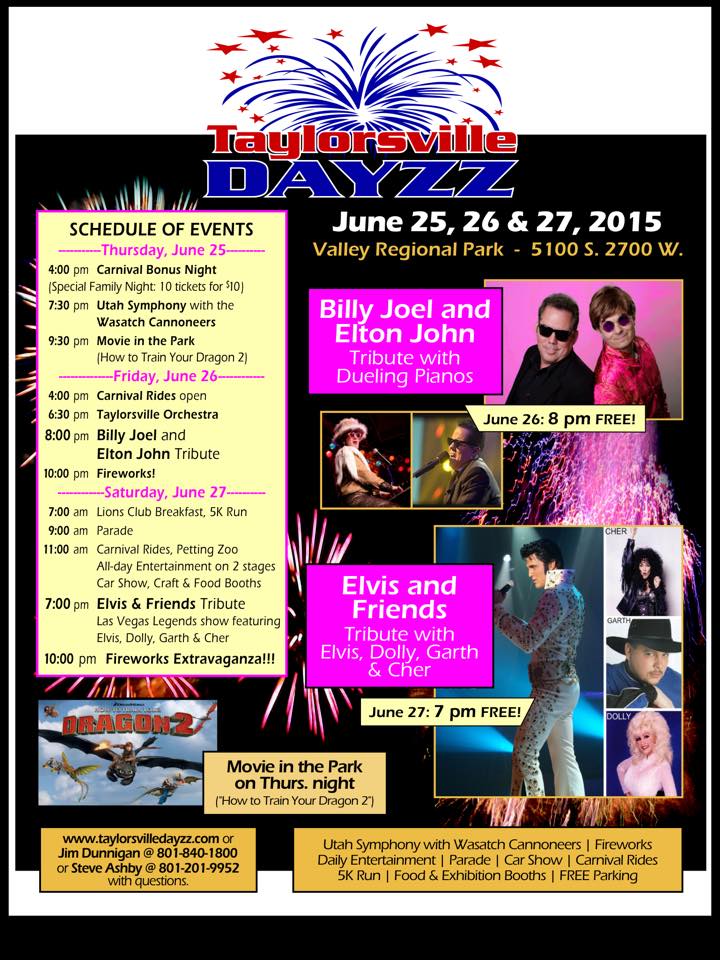 Taylorsville
DAYZZ
June 25, 26 & 27, 2015
Valley Regional Park - 5100 S. 2700 W.
SCHEDULE OF EVENTS
-----------Thursday, June 25----------
4:00 pm Carnival Bonus Night
(Special Family Night: 10 tickets for $10)
7:30 pm Utah Symphony with the
Wasatch Cannoneers
9:30 pm Movie in the Park
(How to Train Your Dragon 2)
--------------Friday, June 26------------
4:00 pm Carnival Rides open
6:30 pm Taylorsville Orchestra
8:00 pm Billy Joel and
Elton John Tribute
10:00 pm Fireworks!
------------Saturday, June 27----------
7:00 am Lions Club Breakfast, 5K Run
9:00 am Parade
11:00 am Carnival Rides, Petting Zoo
All-day Entertainment on 2 stages
Car Show, Craft & Food Booths
7:00 pm Elvis & Friends Tribute
Las Vegas Legends show featuring
Elvis, Dolly, Garth & Cher
10:00 pm Fireworks Extravaganza!!!
Billy Joel and
Elton John
Tribute with
Dueling Pianos
June 26: 8 pm FREE!
Elvis and
Friends
Tribute with
Elvis, Dolly, Garth
& Cher
June 27: 7 pm FREE!
CHER
GARTH
DOLLY
DRAGON 2
Movie in the Park
on Thurs. night
("How to Train Your Dragon 2")
www.taylorsvilledayzz.com or
Jim Dunnigan @ 801-840-1800
or Steve Ashby @ 801-201-9952
with questions.
Utah Symphony with Wasatch Cannoneers | Fireworks
Daily Entertainment | Parade | Car Show | Carnival Rides
5K Run | Food & Exhibition Booths | FREE Parking